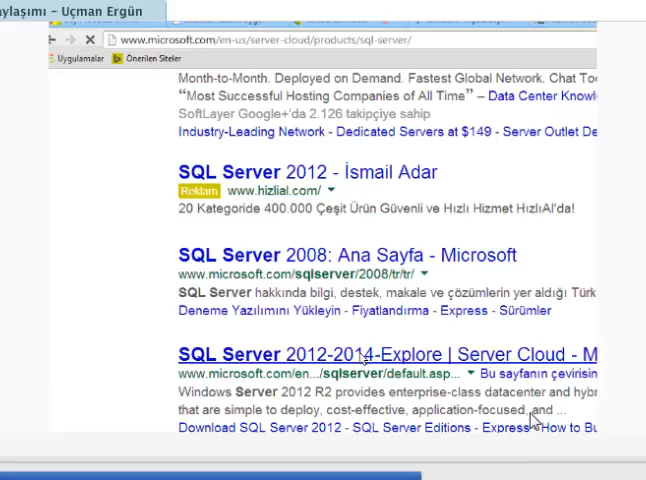 aylaşımı – Uçman Ergün
www.microsoft.com/en-us/server-cloud/products/sql-server/
Uygulamalar
Önerilen Siteler
Month-to-Month. Deployed on Demand. Fastest Global Network. Chat Too
“Most Successful Hosting Companies of All Time” – Data Center Knowl
SoftLayer Google+'da 2.126 takipçiye sahip
Industry-Leading Network - Dedicated Servers at $149 - Server Outlet De
SQL Server 2012 - İsmail Adar
Reklam www.hizlial.com/
20 Kategoride 400.000 Çeşit Ürün Güvenli ve Hızlı Hizmet HızlıAl'da!
SQL Server 2008: Ana Sayfa - Microsoft
www.microsoft.com/sqlserver/2008/tr/tr/
SQL Server hakkında bilgi, destek, makale ve çözümlerin yer aldığı Türk
Deneme Yazılımını Yükleyin - Fiyatlandırma - Express - Sürümler
SQL Server 2012-2014-Explore | Server Cloud - M
www.microsoft.com/en.../sqlserver/default.asp... Bu sayfanın çevirisin
Windows Server 2012 R2 provides enterprise-class datacenter and hybr
that are simple to deploy, cost-effective, application-focused, and ...
Download SQL Server 2012 - SQL Server Editions - Express - How to Bu